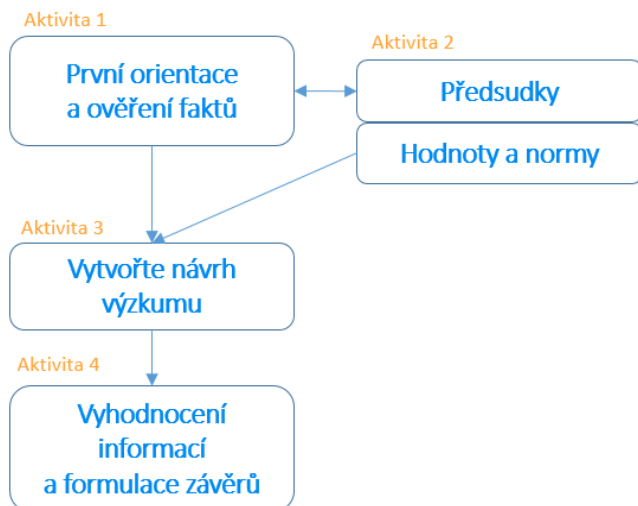 Aktivita 1
První orientace
a ověření faktů
Aktivita 2
Předsudky
Hodnoty a normy
Aktivita 3
Vytvořte návrh
výzkumu
Aktivita 4
Vyhodnocení
informací
a formulace závěrů